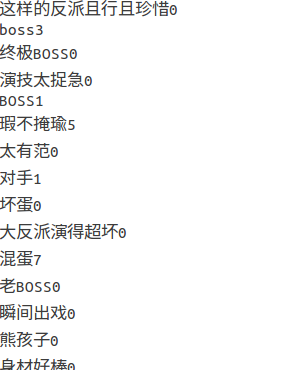 这样的反派且行且珍惜0
boss3
终极BOSS0
演技太捉急0
BOSS1
瑕不掩瑜5
太有范0
对手1
坏蛋0
大反派演得超坏0
混蛋7
老BOSS0
瞬间出戏0
熊孩子0
身材好棒0